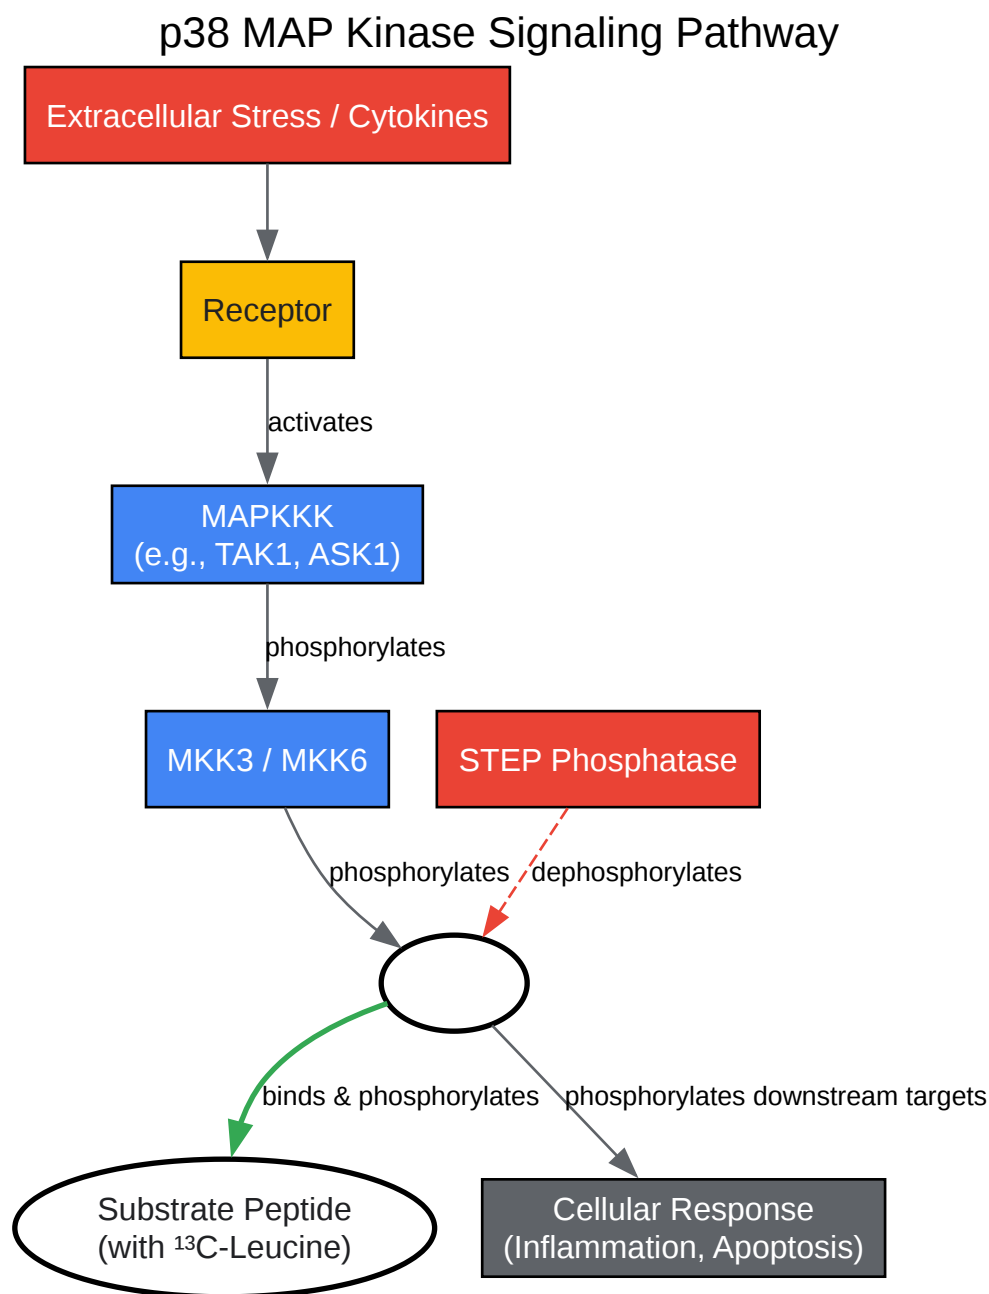 p38 MAP Kinase Signaling Pathway
Extracellular Stress / Cytokines
Receptor
activates
MAPKKK
(e.g., TAK1, ASK1)
phosphorylates
MKK3 / MKK6
STEP Phosphatase
phosphorylates
dephosphorylates
binds & phosphorylates
phosphorylates downstream targets
Substrate Peptide
(with ¹³C-Leucine)
Cellular Response
(Inflammation, Apoptosis)